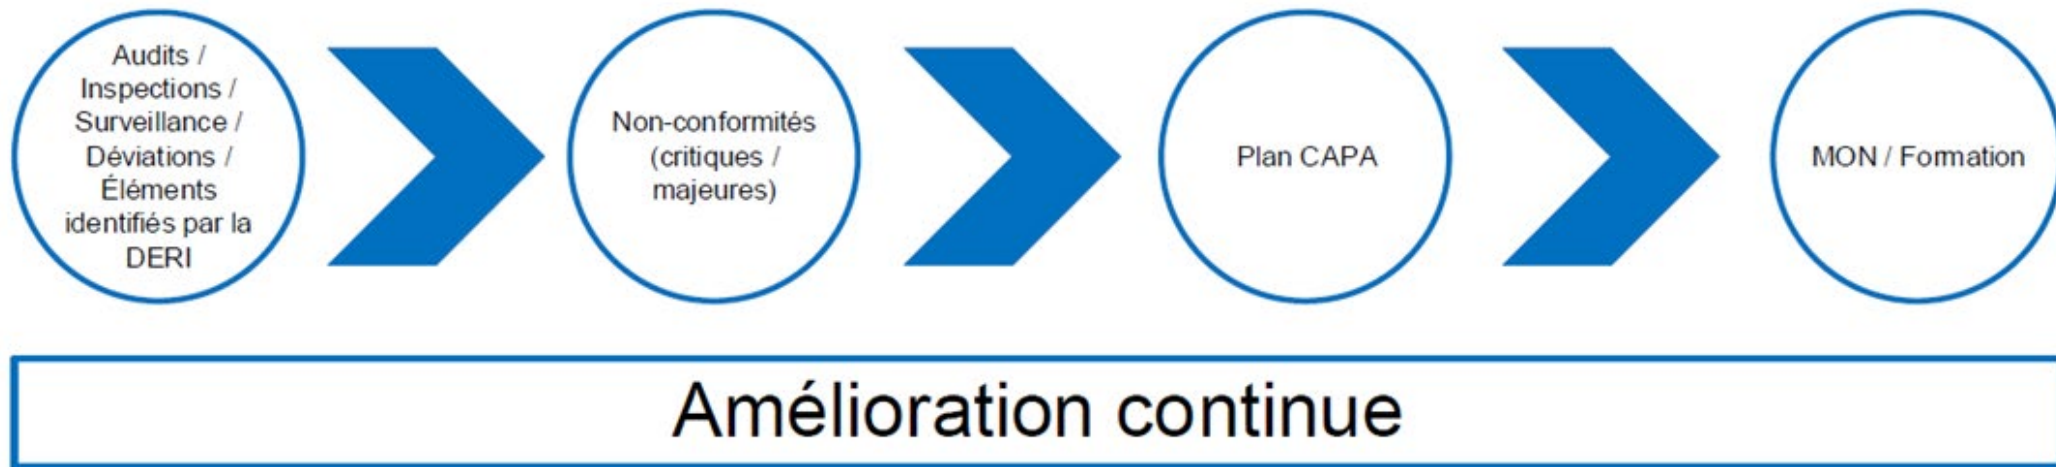 Audits /
Inspections /
Surveillance /
Déviations /
Éléments
identifiés par la
DERI
Non-conformités
(critiques /
majeures)
Plan CAPA
MON / Formation
Amélioration continue